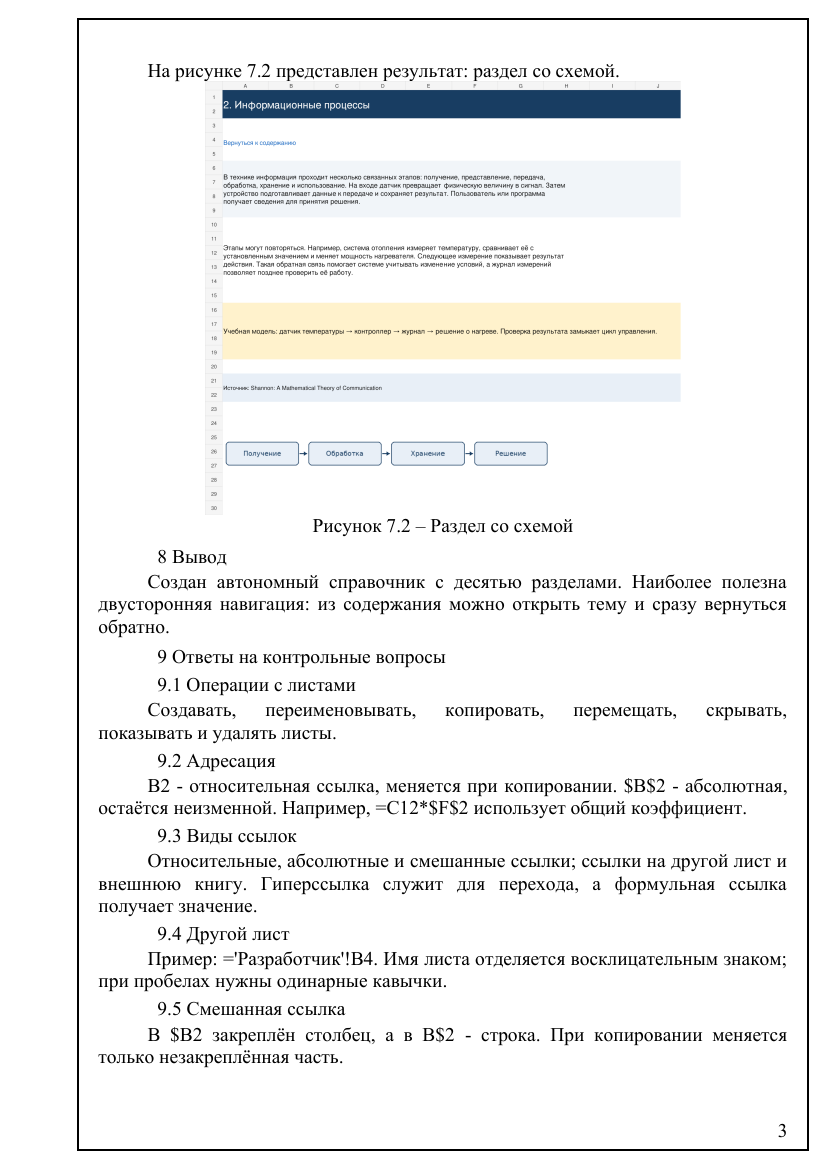 На рисунке 7.2 представлен результат: раздел со схемой.
A B C D E F G H I J
1
2
2. Информационные процессы
3
4
Вернуться к содержанию
5
6
7
8
9
В технике информация проходит несколько связанных этапов: получение, представление, передача,
обработка, хранение и использование. На входе датчик превращает физическую величину в сигнал. Затем
устройство подготавливает данные к передаче и сохраняет результат. Пользователь или программа
получает сведения для принятия решения.
10
11
12
13
14
15
Этапы могут повторяться. Например, система отопления измеряет температуру, сравнивает её с
установленным значением и меняет мощность нагревателя. Следующее измерение показывает результат
действия. Такая обратная связь помогает системе учитывать изменение условий, а журнал измерений
позволяет позднее проверить её работу.
16
17
18
19
Учебная модель: датчик температуры → контроллер → журнал → решение о нагреве. Проверка результата замыкает цикл управления.
20
21
22
Источник: Shannon: A Mathematical Theory of Communication
23
24
25
26
27
28
29
30
Получение → Обработка → Хранение → Решение
Рисунок 7.2 – Раздел со схемой
8 Вывод
Создан автономный справочник с десятью разделами. Наиболее полезна
двусторонняя навигация: из содержания можно открыть тему и сразу вернуться
обратно.
9 Ответы на контрольные вопросы
9.1 Операции с листами
Создавать, переименовывать, копировать, перемещать, скрывать,
показывать и удалять листы.
9.2 Адресация
B2 - относительная ссылка, меняется при копировании. $B$2 - абсолютная,
остаётся неизменной. Например, =C12*$F$2 использует общий коэффициент.
9.3 Виды ссылок
Относительные, абсолютные и смешанные ссылки; ссылки на другой лист и
внешнюю книгу. Гиперссылка служит для перехода, а формульная ссылка
получает значение.
9.4 Другой лист
Пример: ='Разработчик'!B4. Имя листа отделяется восклицательным знаком;
при пробелах нужны одинарные кавычки.
9.5 Смешанная ссылка
В $B2 закреплён столбец, а в B$2 - строка. При копировании меняется
только незакреплённая часть.
3